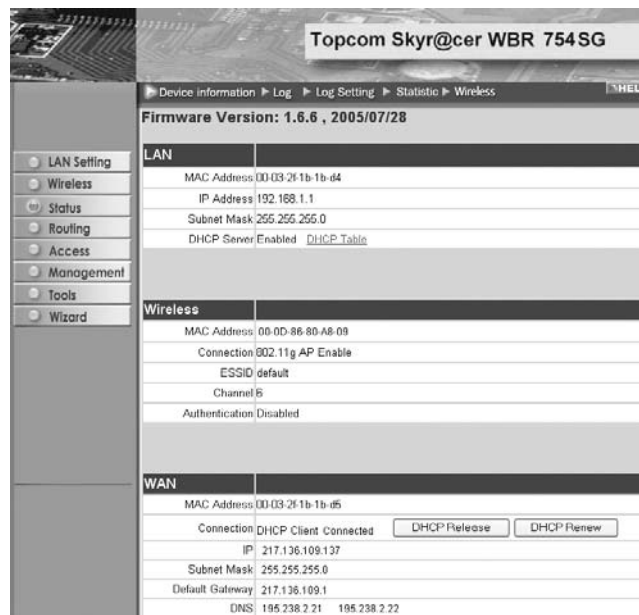 Topcom Skyr@cer WBR 754SG
Device information Log Log Setting Statistic Wireless HEL
Firmware Version: 1.6.6 , 2005/07/28
LAN Setting
Wireless
Status
Routing
Access
Management
Tools
Wizard
LAN
MAC Address 00-03-2f-1b-1b-d4
IP Address 192.168.1.1
Subnet Mask 255.255.255.0
DHCP Server Enabled DHCP Table
Wireless
MAC Address 00-0D-86-80-A8-09
Connection 802.11g AP Enable
ESSID default
Channel 6
Authentication Disabled
WAN
MAC Address 00-03-2f-1b-1b-d5
Connection DHCP Client Connected DHCP Release DHCP Renew
IP 217.136.109.137
Subnet Mask 255.255.255.0
Default Gateway 217.136.109.1
DNS 195.238.2.21 195.238.2.22